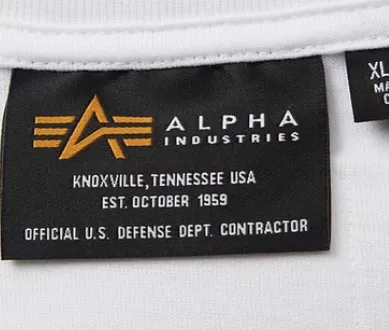 ALPHA
INDUSTRIES
KNOXVILLE, TENNESSEE USA
EST. OCTOBER 1959
OFFICIAL U.S. DEFENSE DEPT. CONTRACTOR
XL